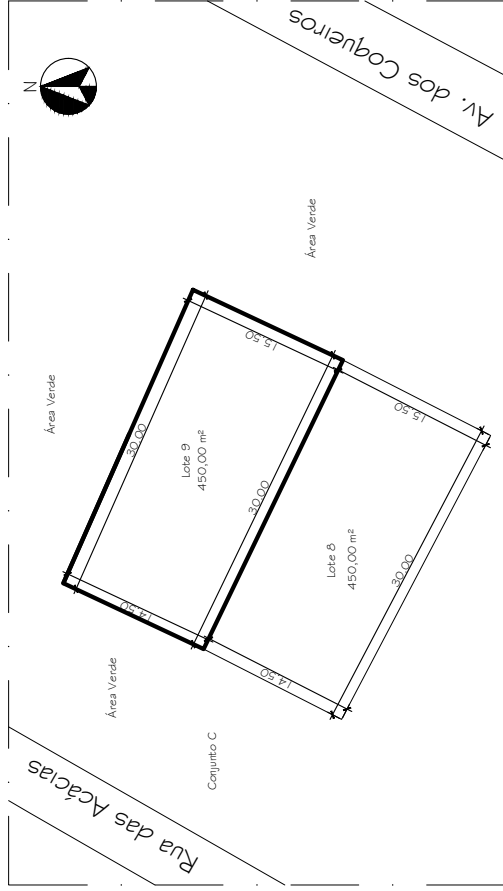 N
Av. dos Coqueiros
Área Verde
Área Verde
15,50
30,00
Lote 9
450,00 m²
30,00
14,50
15,50
Lote 8
450,00 m²
30,00
14,50
Área Verde
Conjunto C
Rua das Acácias